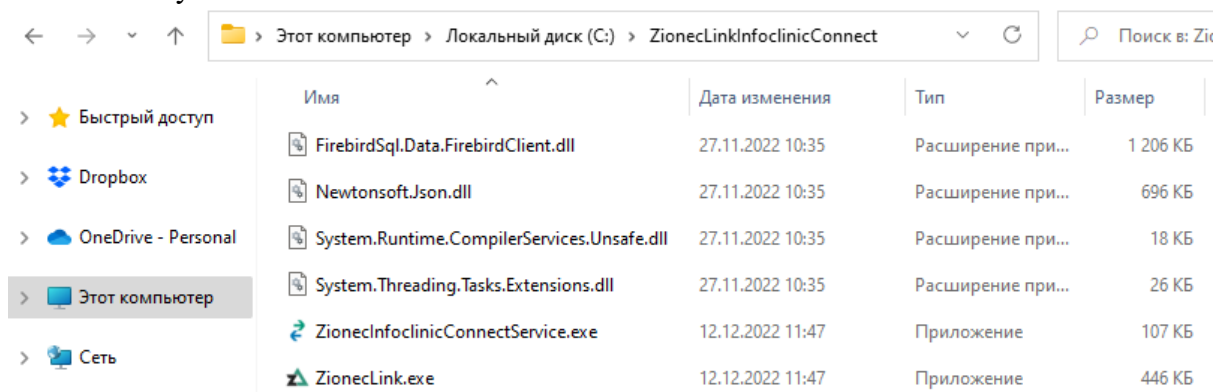 Этот компьютер > Локальный диск (C:) > ZionecLinkInfoclinicConnect Поиск в: Zio
Имя Дата изменения Тип Размер
Быстрый доступ
FirebirdSql.Data.FirebirdClient.dll 27.11.2022 10:35 Расширение при... 1 206 КБ
Dropbox
Newtonsoft.Json.dll 27.11.2022 10:35 Расширение при... 696 КБ
OneDrive - Personal
System.Runtime.CompilerServices.Unsafe.dll 27.11.2022 10:35 Расширение при... 18 КБ
Этот компьютер
System.Threading.Tasks.Extensions.dll 27.11.2022 10:35 Расширение при... 26 КБ
ZionecInfoclinicConnectService.exe 12.12.2022 11:47 Приложение 107 КБ
Сеть
ZionecLink.exe 12.12.2022 11:47 Приложение 446 КБ